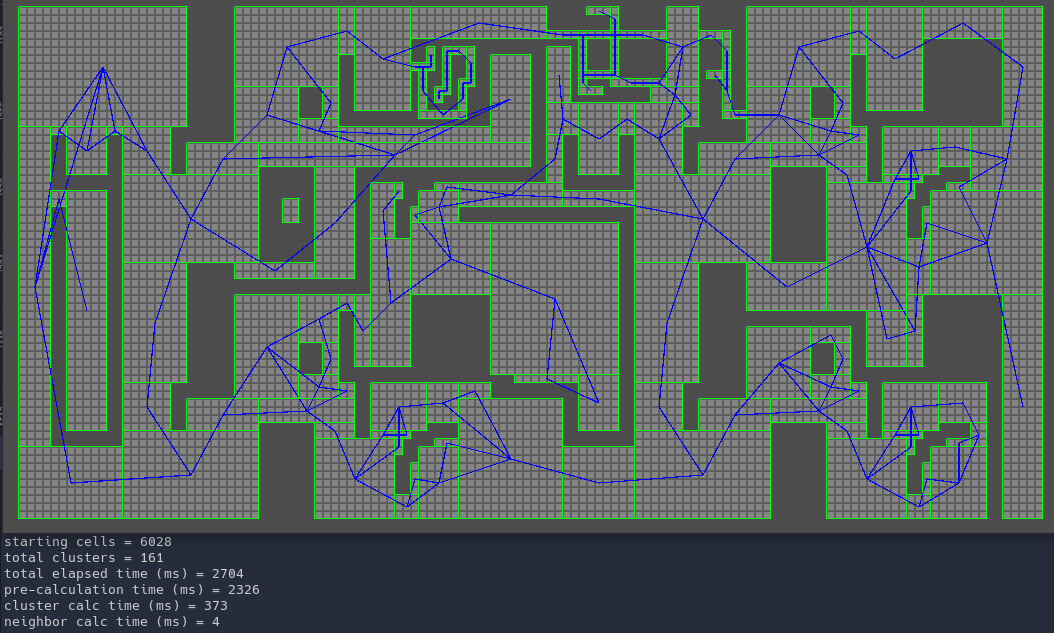 starting cells = 6028
total clusters = 161
total elapsed time (ms) = 2704
pre-calculation time (ms) = 2326
cluster calc time (ms) = 373
neighbor calc time (ms) = 4